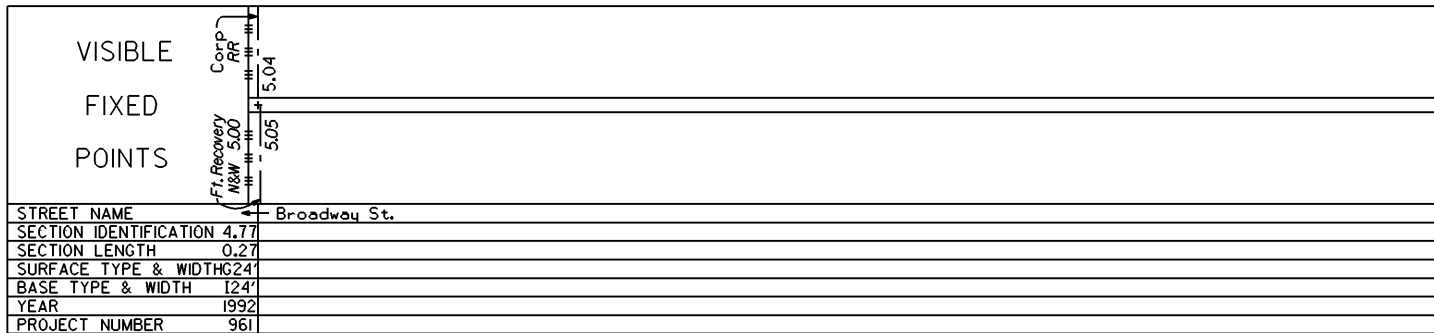 VISIBLE
FIXED
POINTS
Corp
RR
5.04
Ft. Recovery
N&W 5.00
5.05
STREET NAME Broadway St.
SECTION IDENTIFICATION 4.77
SECTION LENGTH 0.27
SURFACE TYPE & WIDTH G24'
BASE TYPE & WIDTH I24'
YEAR 1992
PROJECT NUMBER 961